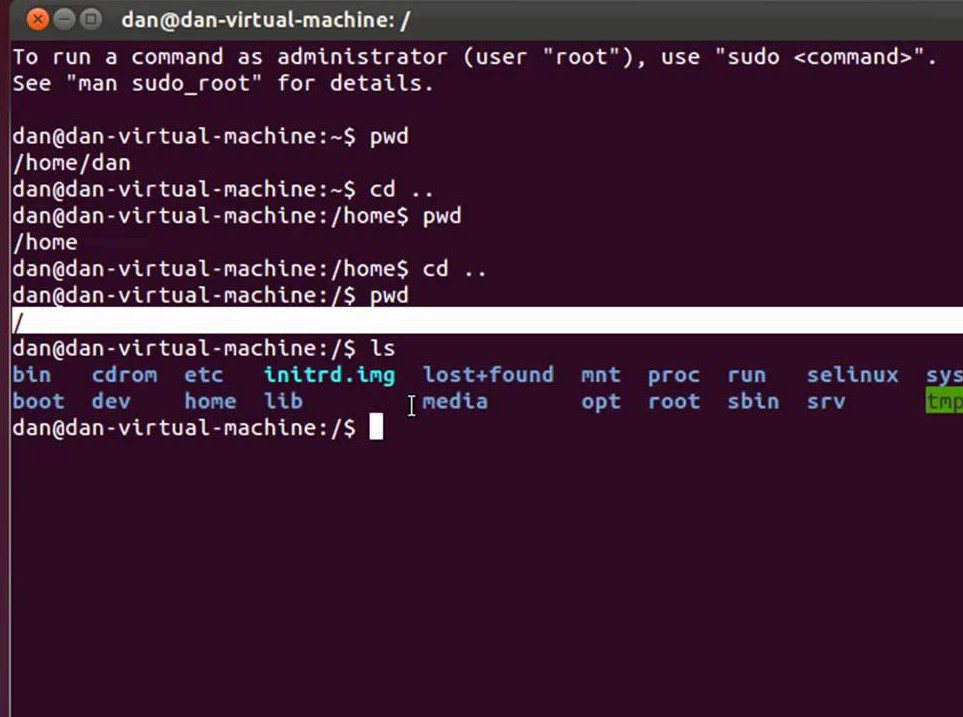 dan@dan-virtual-machine: /
To run a command as administrator (user "root"), use "sudo <command>".
See "man sudo_root" for details.
dan@dan-virtual-machine:~$ pwd
/home/dan
dan@dan-virtual-machine:~$ cd ..
dan@dan-virtual-machine:/home$ pwd
/home
dan@dan-virtual-machine:/home$ cd ..
dan@dan-virtual-machine:/$ pwd
/
dan@dan-virtual-machine:/$ ls
bin cdrom etc initrd.img lost+found mnt proc run selinux sys
boot dev home lib media opt root sbin srv tmp
dan@dan-virtual-machine:/$